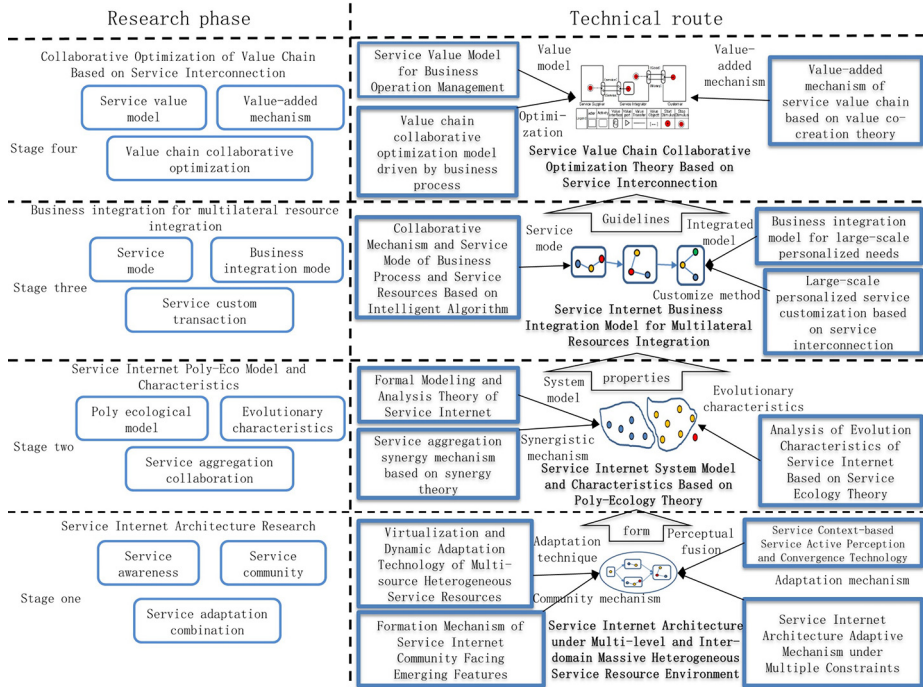 Research phase
Technical route
Collaborative Optimization of Value Chain
Based on Service Interconnection
Service value
model
Value-added
mechanism
Stage four
Value chain collaborative
optimization
Service Value Model
for Business
Operation Management
Value
model
Value-
added
mechanism
Service Supplier
Service Integrator
Customer
Value-added
mechanism of
service value chain
based on value co-
creation theory
Value chain
collaborative
optimization model
driven by business
process
Optimi-
zation
Service Value Chain Collaborative
Optimization Theory Based on
Service Interconnection
Business integration for multilateral resource
integration
Service
mode
Business
integration mode
Stage three
Service custom
transaction
Guidelines
Collaborative
Mechanism and Service
Mode of Business
Process and Service
Resources Based on
Intelligent Algorithm
Service
mode
Integrated
model
Business integration
model for large-scale
personalized needs
Customize method
Large-scale
personalized service
customization based
on service
interconnection
Service Internet Business
Integration Model for Multilateral
Resources Integration
Service Internet Poly-Eco Model and
Characteristics
Poly ecological
model
Evolutionary
characteristics
Stage two
Service aggregation
collaboration
properties
Formal Modeling and
Analysis Theory of
Service Internet
System
model
Evolutionary
characteristics
Service aggregation
synergy mechanism
based on synergy
theory
Synergistic
mechanism
Analysis of Evolution
Characteristics of
Service Internet
Based on Service
Ecology Theory
Service Internet System Model
and Characteristics Based on
Poly-Ecology Theory
Service Internet Architecture Research
Service
awareness
Service
community
Stage one
Service adaptation
combination
form
Virtualization and
Dynamic Adaptation
Technology of Multi-
source Heterogeneous
Service Resources
Adaptation
technique
Perceptual
fusion
Service Context-based
Service Active Perception
and Convergence Technology
Adaptation mechanism
Community mechanism
Formation Mechanism of
Service Internet
Community Facing
Emerging Features
Service Internet Architecture
under Multi-level and Inter-
domain Massive Heterogeneous
Service Resource Environment
Service Internet
Architecture Adaptive
Mechanism under
Multiple Constraints